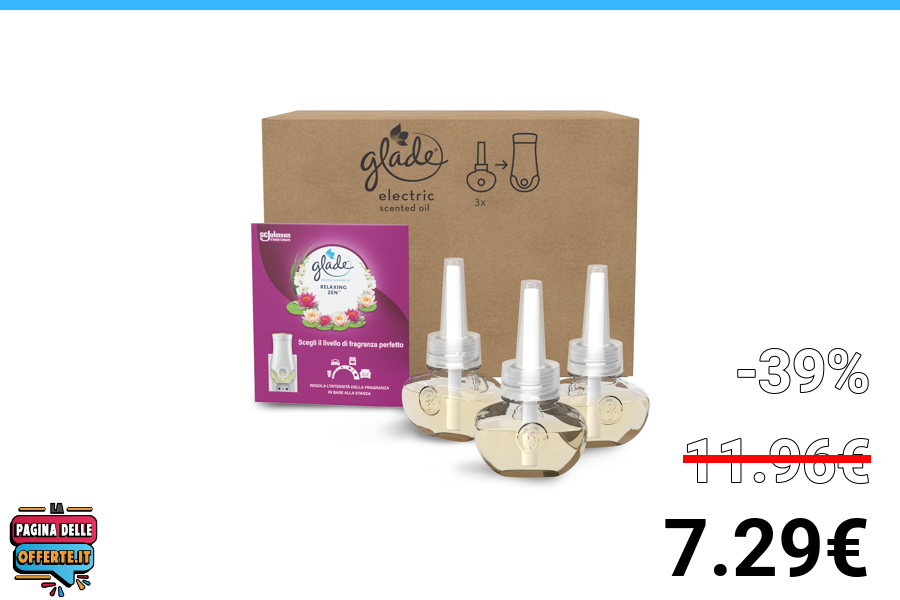 glade
electric
scented oil
3x
SC Johnson
glade
RELAXING
ZEN™
Scegli il livello di fragranza perfetto
REGOLA L'INTENSITÀ DELLA FRAGRANZA
IN BASE ALLA STANZA
-39%
11.96€
7.29€
LA
PAGINA DELLE
OFFERTE.IT